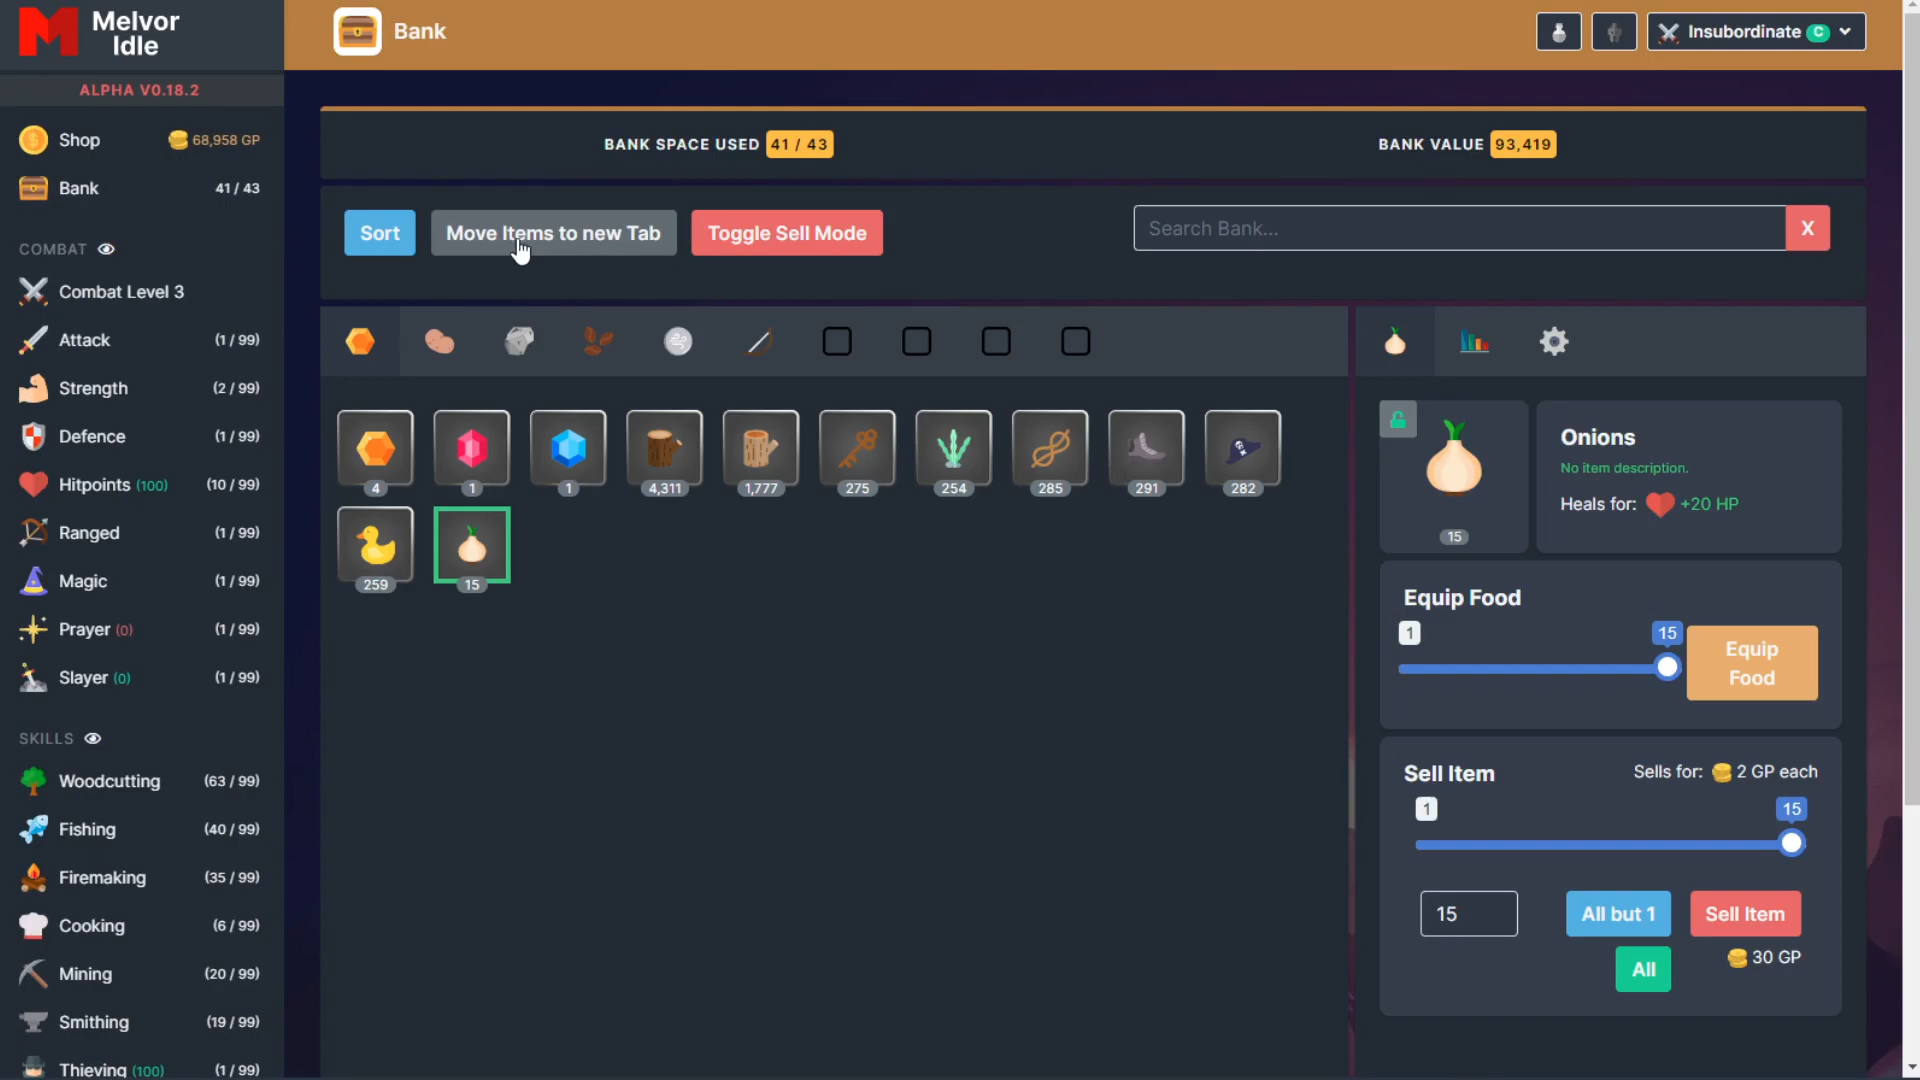 Melvor
Idle
ALPHA V0.18.2
Shop 68,958 GP
Bank 41 / 43
COMBAT
Combat Level 3
Attack (1 / 99)
Strength (2 / 99)
Defence (1 / 99)
Hitpoints (100) (10 / 99)
Ranged (1 / 99)
Magic (1 / 99)
Prayer (0) (1 / 99)
Slayer (0) (1 / 99)
SKILLS
Woodcutting (63 / 99)
Fishing (40 / 99)
Firemaking (35 / 99)
Cooking (6 / 99)
Mining (20 / 99)
Smithing (19 / 99)
Thieving (100) (1 / 99)
Bank
Insubordinate C
BANK SPACE USED 41 / 43
BANK VALUE 93,419
Sort
Move Items to new Tab
Toggle Sell Mode
Search Bank...
X
4 1 1 4,311 1,777 275 254 285 291 282
259 15
15
Onions
No item description.
Heals for: +20 HP
Equip Food
1 15
Equip
Food
Sell Item
Sells for: 2 GP each
1 15
15
All but 1
Sell Item
All
30 GP